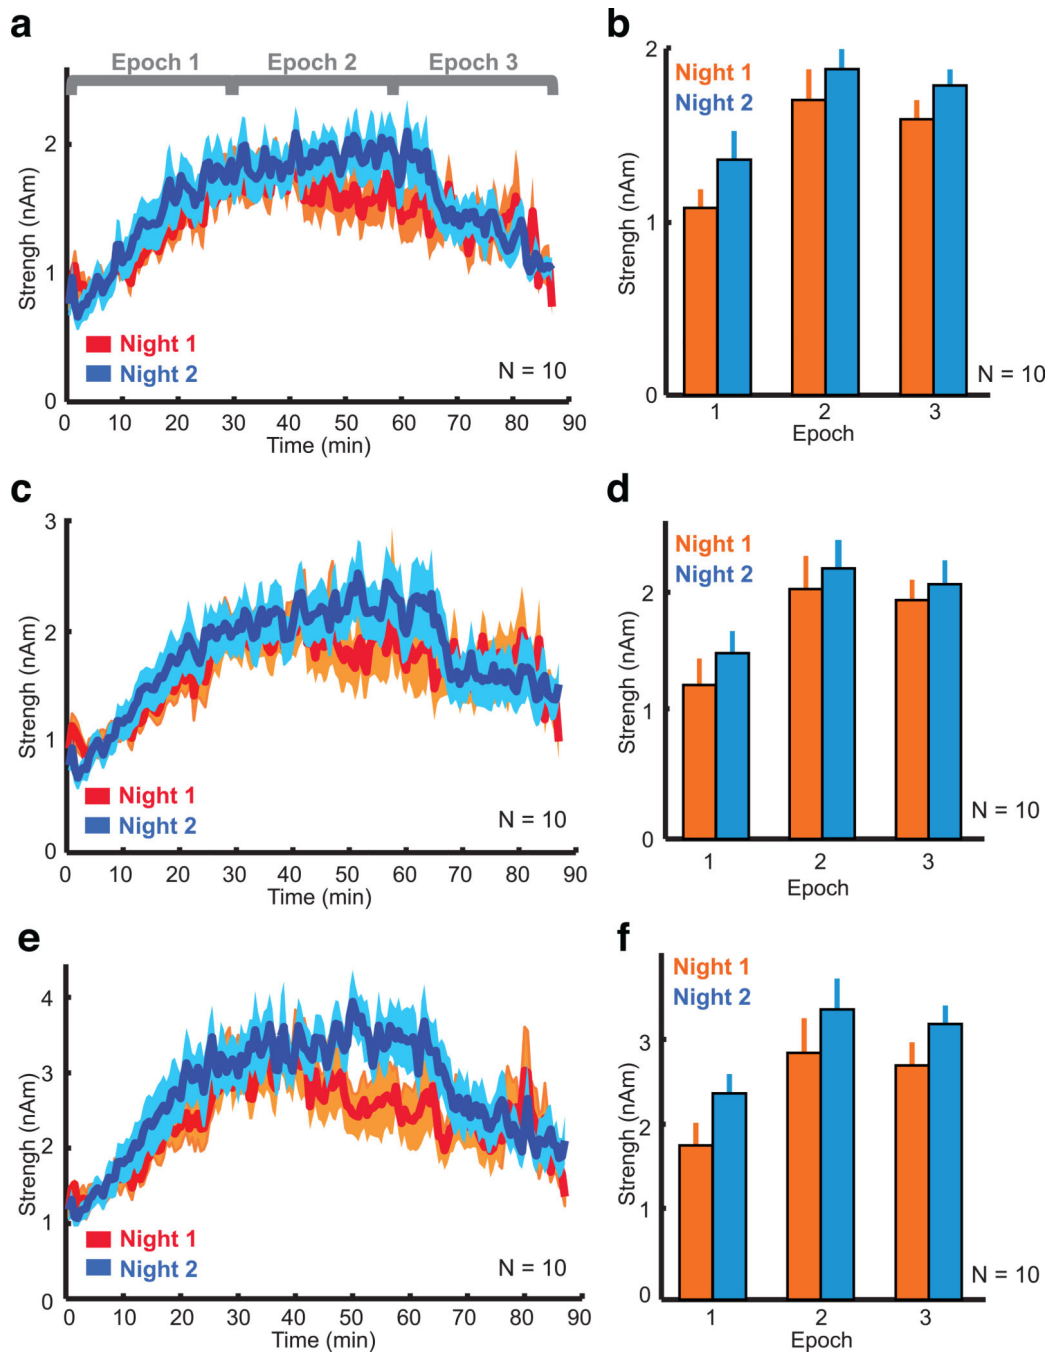 a
Epoch 1 Epoch 2 Epoch 3
Strengh (nAm)
2
1
0
Night 1
Night 2
N = 10
0 10 20 30 40 50 60 70 80 90
Time (min)
b
Night 1
Night 2
Strengh (nAm)
2
1
0
N = 10
1 2 3
Epoch
c
Strengh (nAm)
3
2
1
0
Night 1
Night 2
N = 10
0 10 20 30 40 50 60 70 80 90
Time (min)
d
Night 1
Night 2
Strengh (nAm)
2
1
0
N = 10
1 2 3
Epoch
e
Strengh (nAm)
4
3
2
1
0
Night 1
Night 2
N = 10
0 10 20 30 40 50 60 70 80 90
Time (min)
f
Night 1
Night 2
Strengh (nAm)
3
2
1
0
N = 10
1 2 3
Epoch